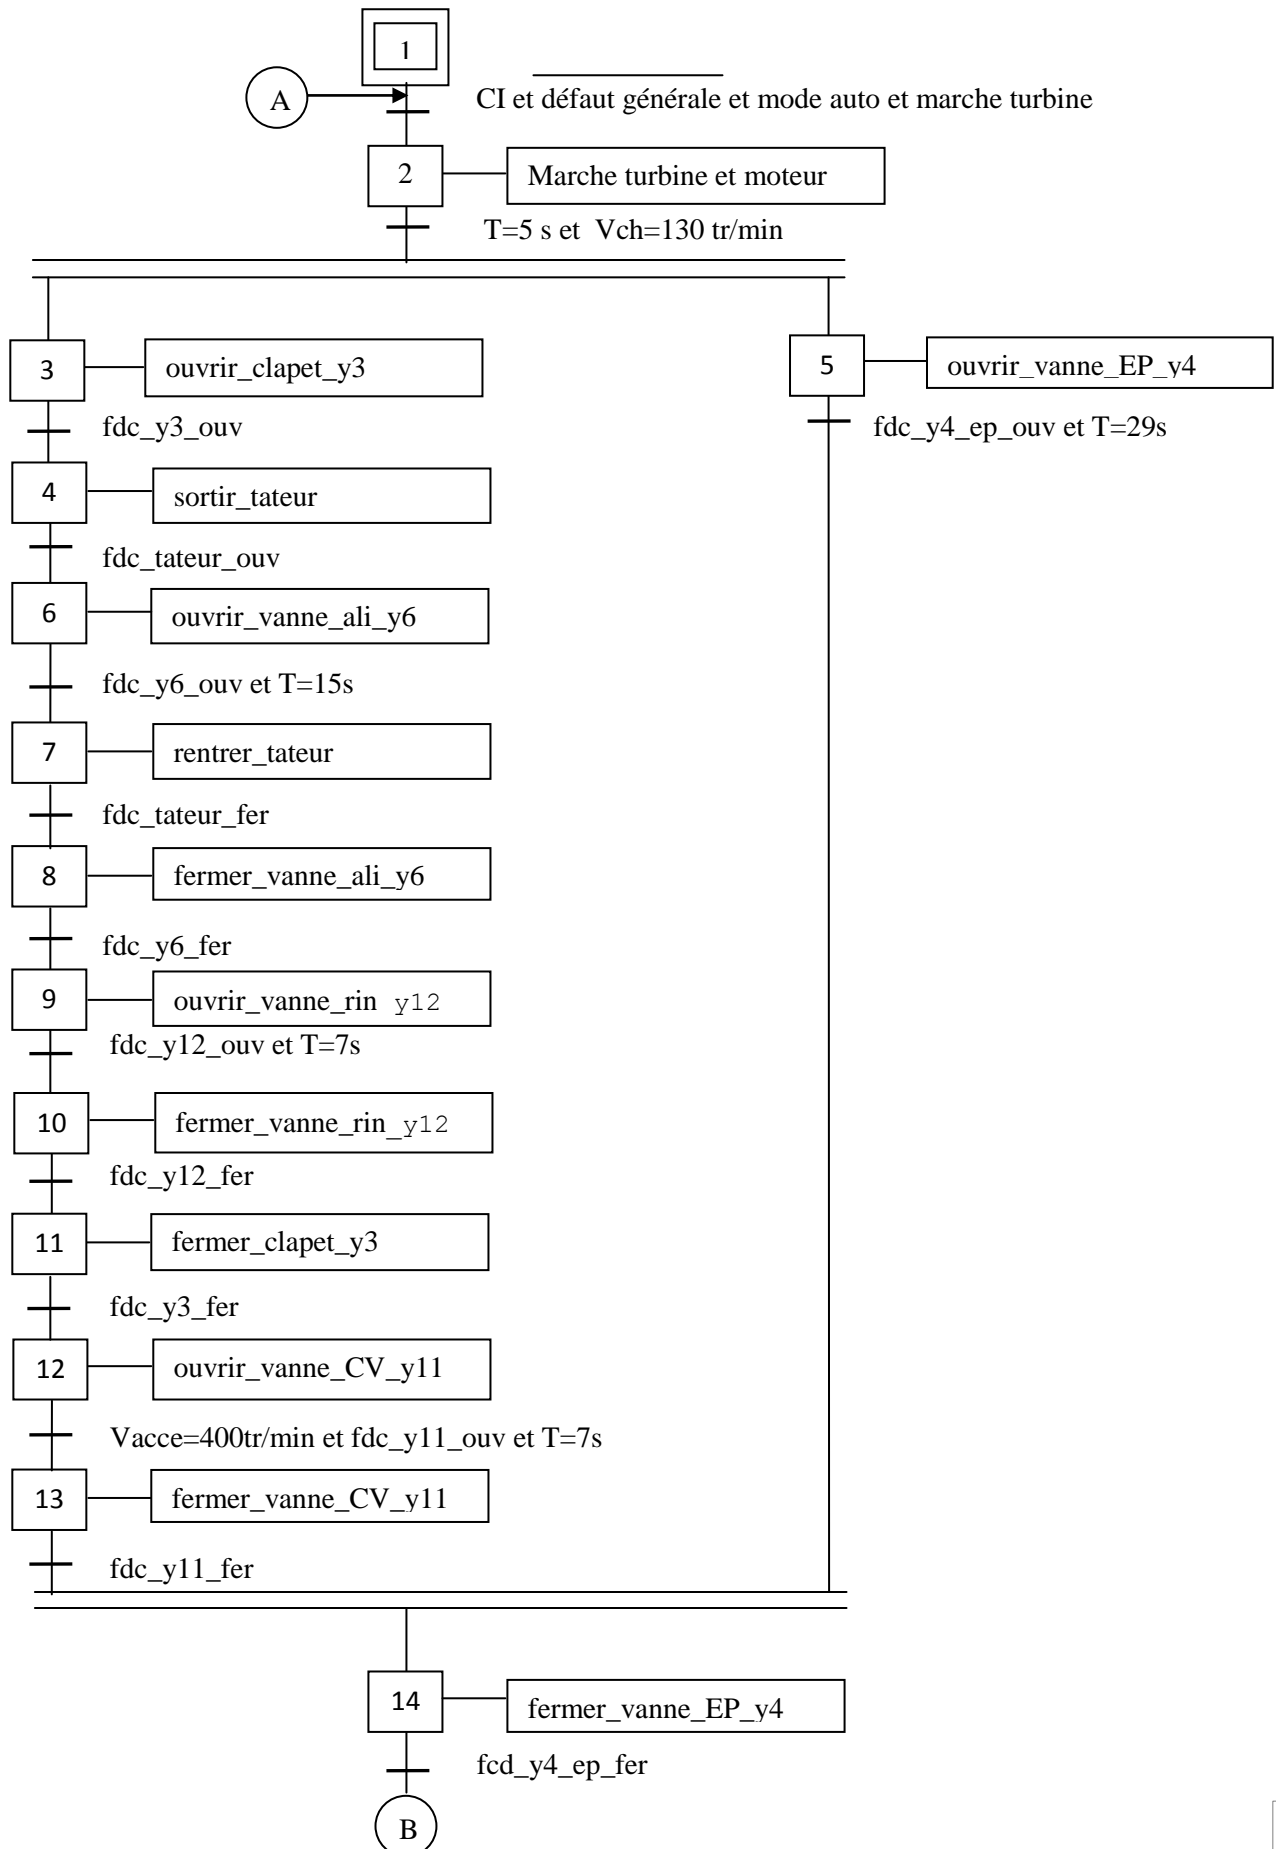 1
A
CI et défaut générale et mode auto et marche turbine
2
Marche turbine et moteur
T=5 s et Vch=130 tr/min
3
ouvrir_clapet_y3
5
ouvrir_vanne_EP_y4
fdc_y3_ouv
fdc_y4_ep_ouv et T=29s
4
sortir_tateur
fdc_tateur_ouv
6
ouvrir_vanne_ali_y6
fdc_y6_ouv et T=15s
7
rentrer_tateur
fdc_tateur_fer
8
fermer_vanne_ali_y6
fdc_y6_fer
9
ouvrir_vanne_rin y12
fdc_y12_ouv et T=7s
10
fermer_vanne_rin_y12
fdc_y12_fer
11
fermer_clapet_y3
fdc_y3_fer
12
ouvrir_vanne_CV_y11
Vacce=400tr/min et fdc_y11_ouv et T=7s
13
fermer_vanne_CV_y11
fdc_y11_fer
14
fermer_vanne_EP_y4
fcd_y4_ep_fer
B